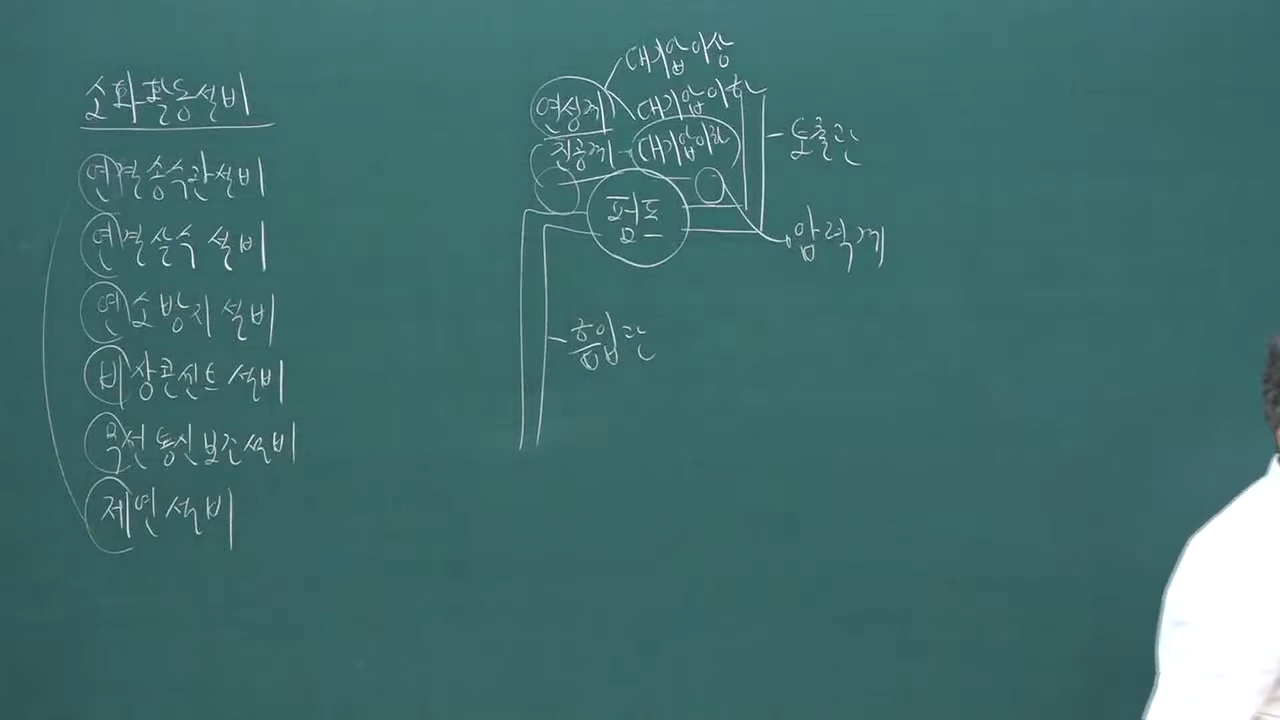 소화활동설비
연결송수관설비
연결살수 설비
연소방지 설비
비상콘센트 설비
무선통신보조설비
제연설비
대기압이상
연성계
대기압이하
진공계
대기압이하
펌프
토출관
압력계
흡입관